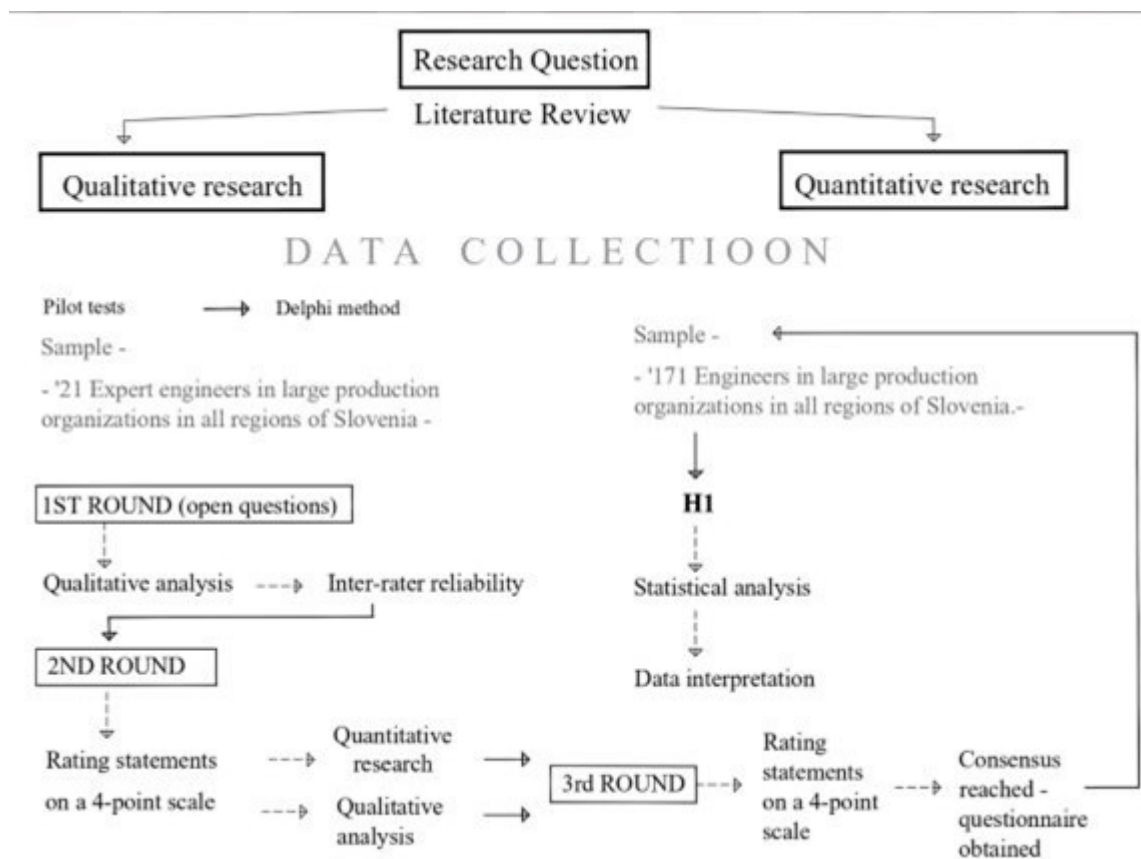 Research Question
Literature Review
Qualitative research
Quantitative research
DATA COLLECTIOON
Pilot tests
Delphi method
Sample -
- '21 Expert engineers in large production
organizations in all regions of Slovenia -
Sample -
- '171 Engineers in large production
organizations in all regions of Slovenia.-
H1
Statistical analysis
Data interpretation
1ST ROUND (open questions)
Qualitative analysis
Inter-rater reliability
2ND ROUND
Rating statements
on a 4-point scale
Quantitative
research
Qualitative
analysis
3rd ROUND
Rating
statements
on a 4-point
scale
Consensus
reached -
questionnaire
obtained